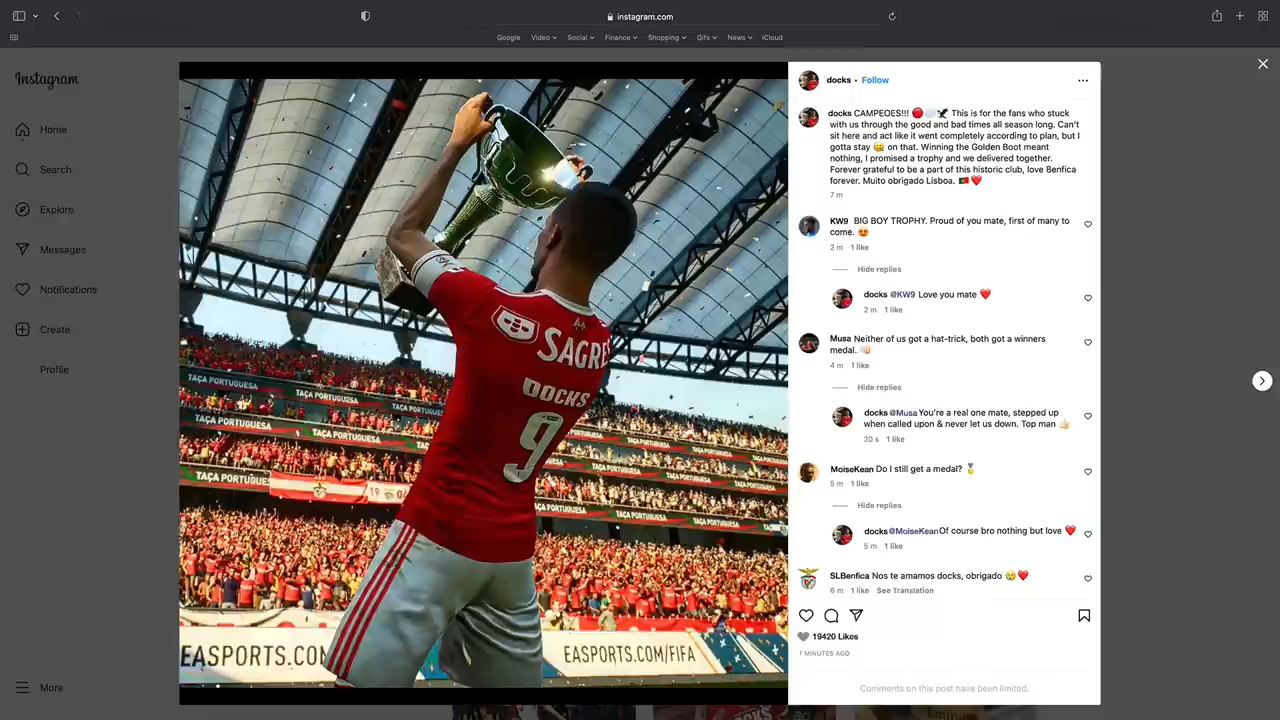 instagram.com
Google Video Social Finance Shopping Gifs News iCloud
Instagram
Home
Search
Explore
Messages
Notifications
Create
Profile
More
SAGRE
DOCKS
9
TAÇA PORTUGUESA
TAÇA PORTUGUESA
TAÇA PORTUGUESA
TAÇA PORTUGUESA
TAÇA PORTUGUESA
TAÇA PORTUGUES
19 04
EASPORTS.COM
EASPORTS.COM/FIFA
docks • Follow
docks CAMPEOES!!! 🔴⚪🦅 This is for the fans who stuck
with us through the good and bad times all season long. Can't
sit here and act like it went completely according to plan, but I
gotta stay 🤐 on that. Winning the Golden Boot meant
nothing, I promised a trophy and we delivered together.
Forever grateful to be a part of this historic club, love Benfica
forever. Muito obrigado Lisboa. 🇵🇹❤️
7 m
KW9 BIG BOY TROPHY. Proud of you mate, first of many to
come. 😍
2 m 1 like
Hide replies
docks @KW9 Love you mate ❤️
2 m 1 like
Musa Neither of us got a hat-trick, both got a winners
medal. 👊🏻
4 m 1 like
Hide replies
docks @Musa You're a real one mate, stepped up
when called upon & never let us down. Top man 👍🏻
20 s 1 like
MoiseKean Do I still get a medal? 🎖️
5 m 1 like
Hide replies
docks @MoiseKean Of course bro nothing but love ❤️
5 m 1 like
SLBenfica Nos te amamos docks, obrigado 🥲❤️
6 m 1 like See Translation
19420 Likes
7 MINUTES AGO
Comments on this post have been limited.